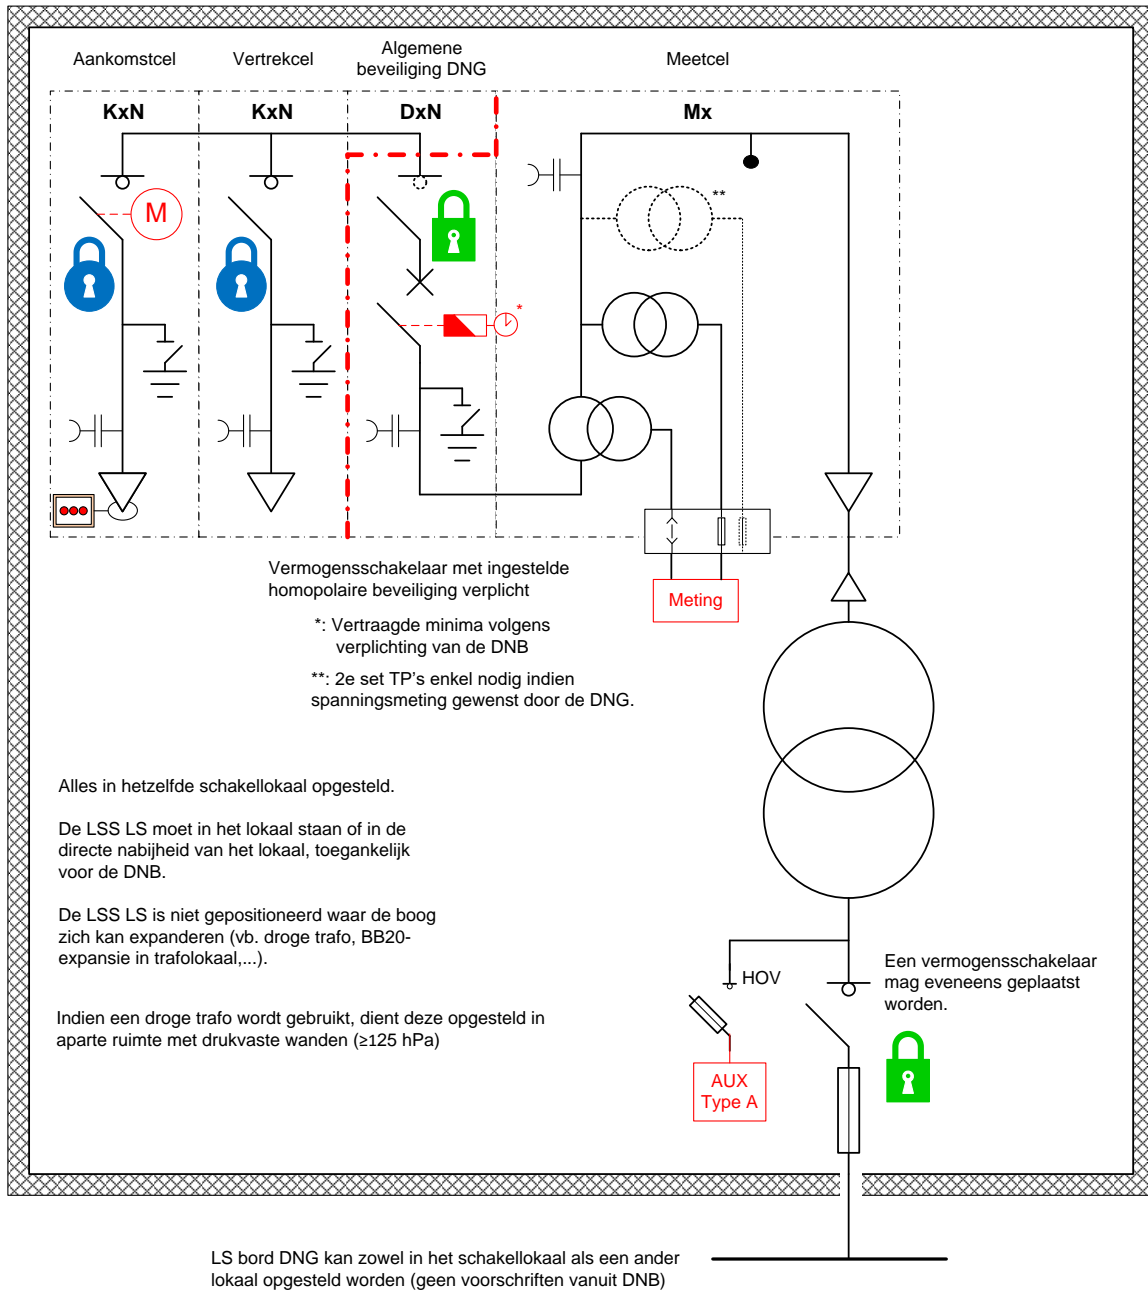 Aankomstcel
Vertrekcel
Algemene
beveiliging DNG
Meetcel
KxN
KxN
DxN
Mx
**
M
*
Vermogensschakelaar met ingestelde
homopolaire beveiliging verplicht
Meting
*: Vertraagde minima volgens
verplichting van de DNB
**: 2e set TP's enkel nodig indien
spanningsmeting gewenst door de DNG.
Alles in hetzelfde schakellokaal opgesteld.
De LSS LS moet in het lokaal staan of in de
directe nabijheid van het lokaal, toegankelijk
voor de DNB.
De LSS LS is niet gepositioneerd waar de boog
zich kan expanderen (vb. droge trafo, BB20-
expansie in trafolokaal,...).
Indien een droge trafo wordt gebruikt, dient deze opgesteld in
aparte ruimte met drukvaste wanden (≥125 hPa)
HOV
Een vermogensschakelaar
mag eveneens geplaatst
worden.
AUX
Type A
LS bord DNG kan zowel in het schakellokaal als een ander
lokaal opgesteld worden (geen voorschriften vanuit DNB)